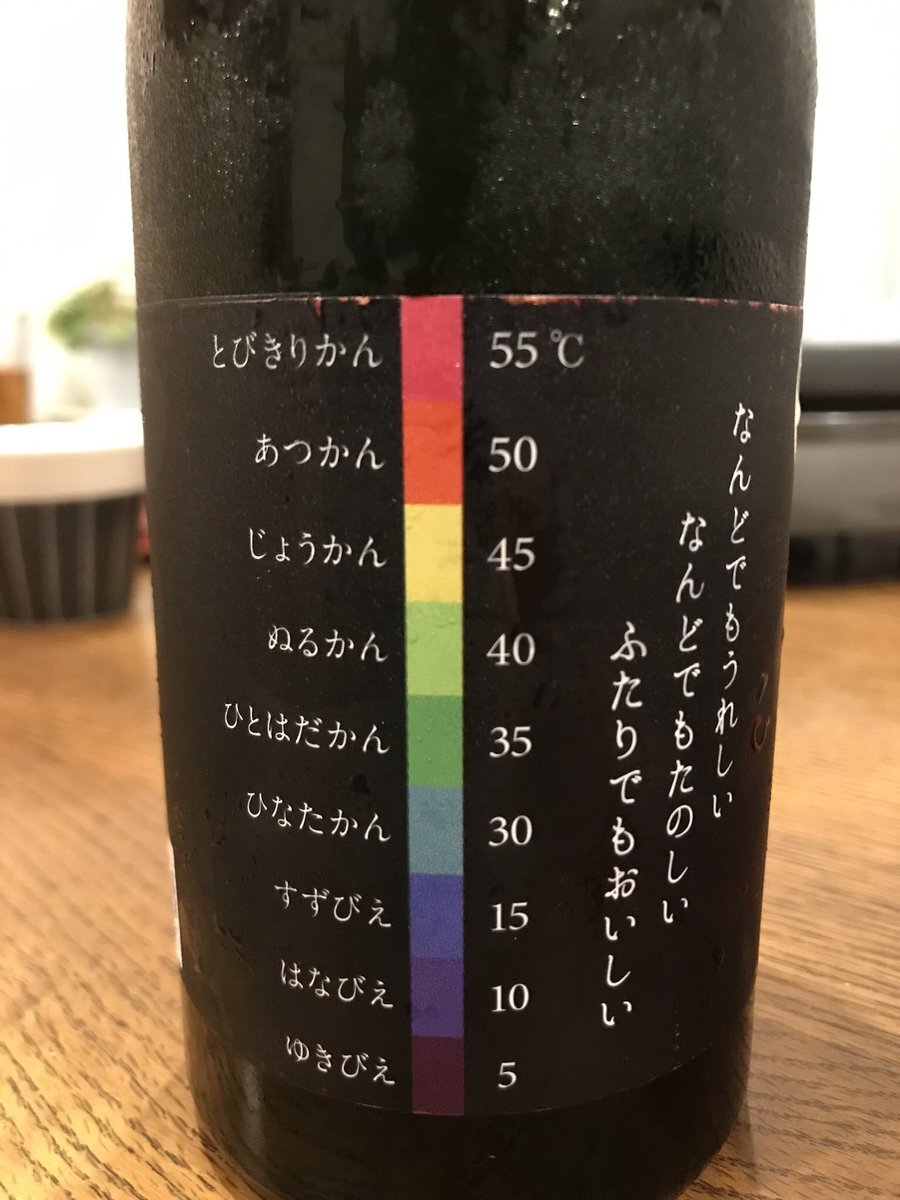 とびきりかん 55℃
あつかん 50
じょうかん 45
ぬるかん 40
ひとはだかん 35
ひなたかん 30
すずびえ 15
はなびえ 10
ゆきびえ 5
なんどでもうれしい
なんどでもたのしい
ふたりでもおいしい